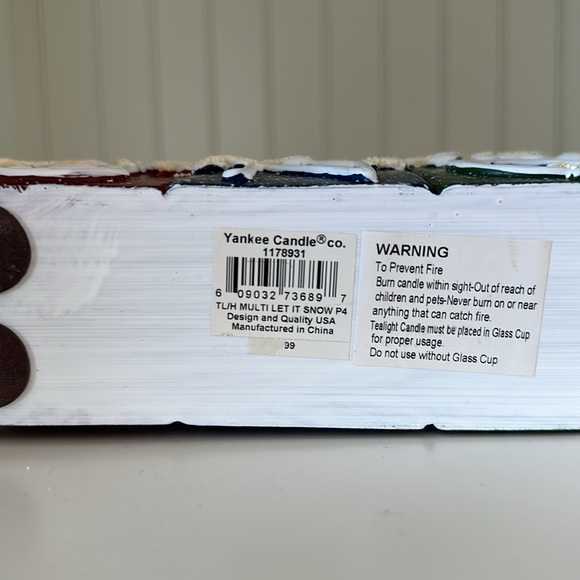 Yankee Candle® co.
1178931
6 09032 73689 7
TL/H MULTI LET IT SNOW P4
Design and Quality USA
Manufactured in China
99
WARNING
To Prevent Fire
Burn candle within sight-Out of reach of
children and pets-Never burn on or near
anything that can catch fire.
Tealight Candle must be placed in Glass Cup
for proper usage.
Do not use without Glass Cup